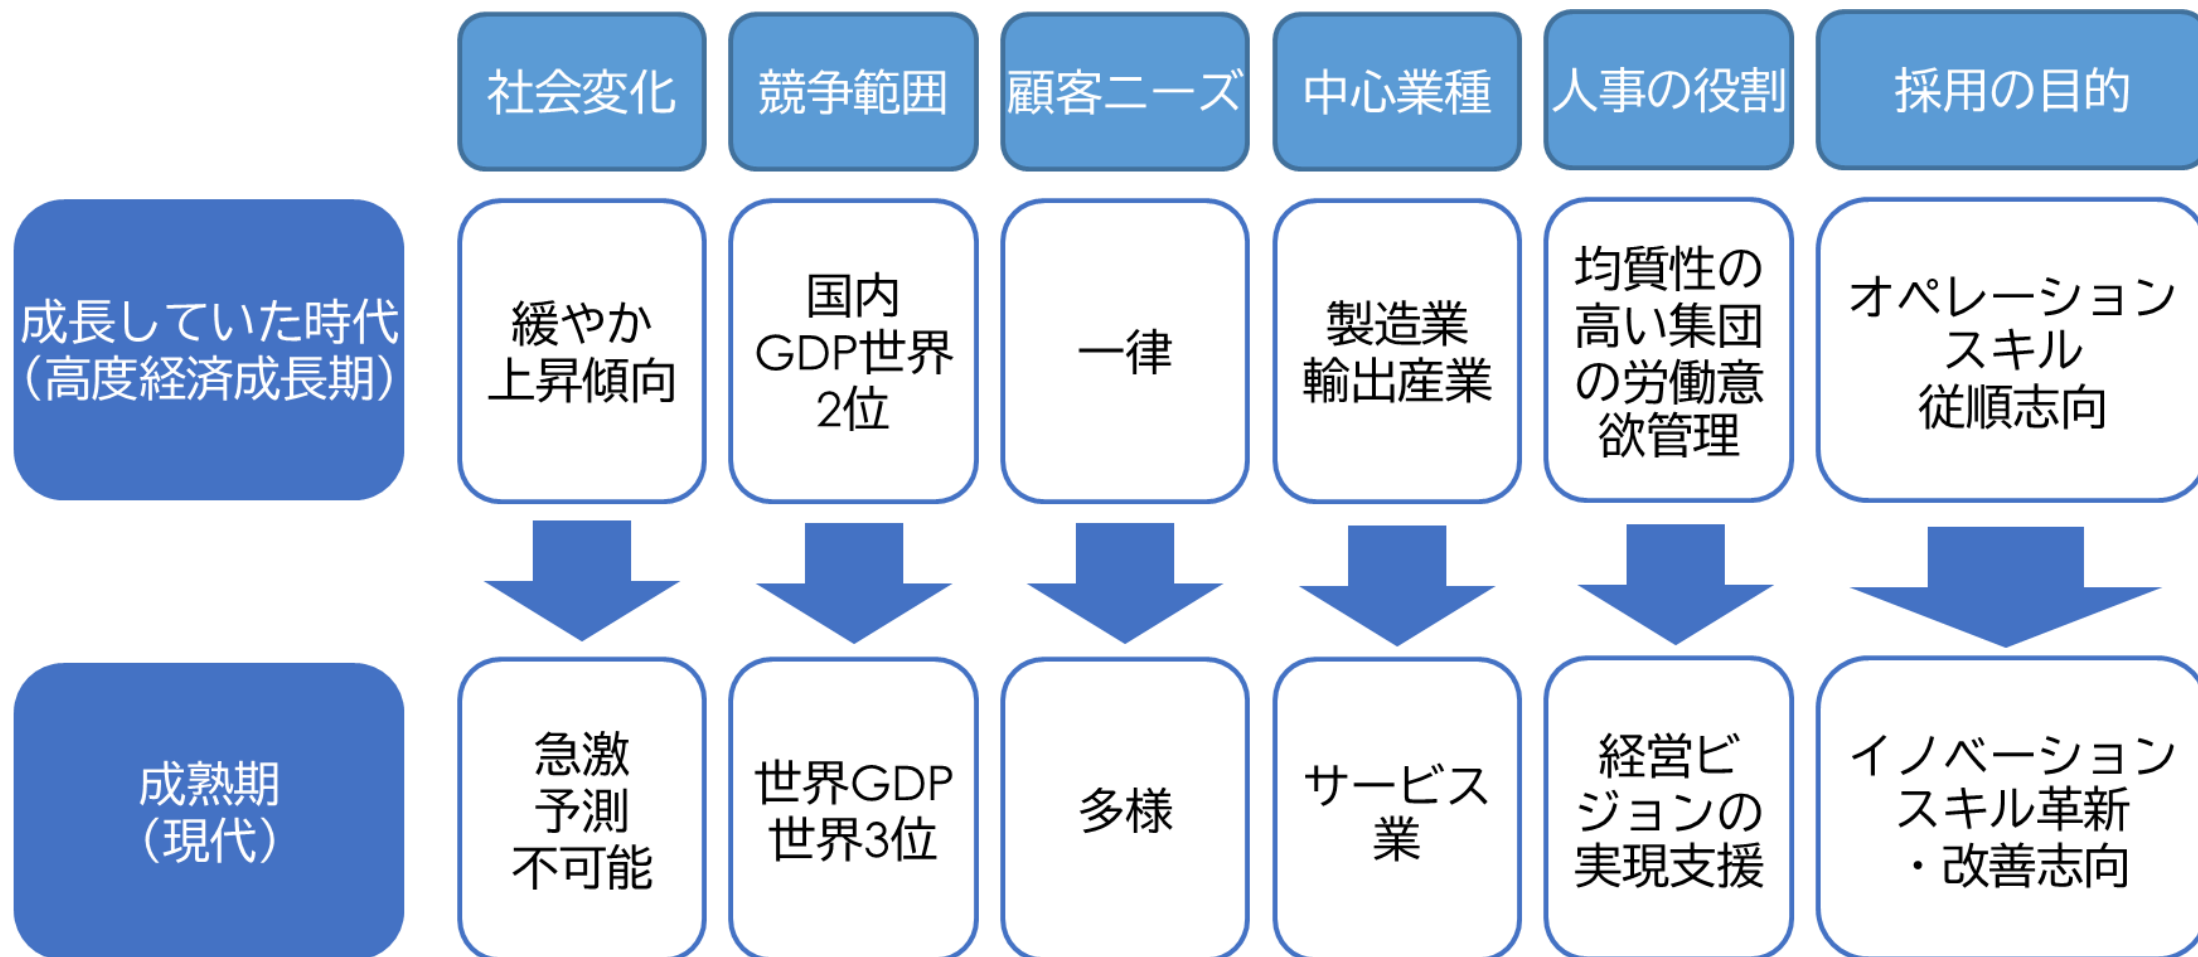 社会変化
競争範囲
顧客ニーズ
中心業種
人事の役割
採用の目的
成長していた時代
（高度経済成長期）
緩やか
上昇傾向
国内
GDP世界
2位
一律
製造業
輸出産業
均質性の
高い集団
の労働意
欲管理
オペレーション
スキル
従順志向
成熟期
（現代）
急激
予測
不可能
世界GDP
世界3位
多様
サービス
業
経営ビ
ジョンの
実現支援
イノベーション
スキル革新
・改善志向